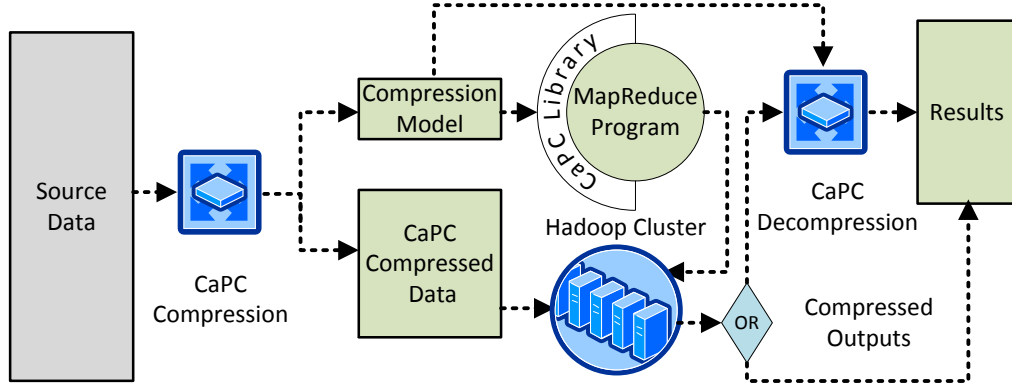 Source
Data
CaPC
Compression
Compression
Model
CaPC
Compressed
Data
CaPC Library
MapReduce
Program
Hadoop Cluster
OR
CaPC
Decompression
Compressed
Outputs
Results